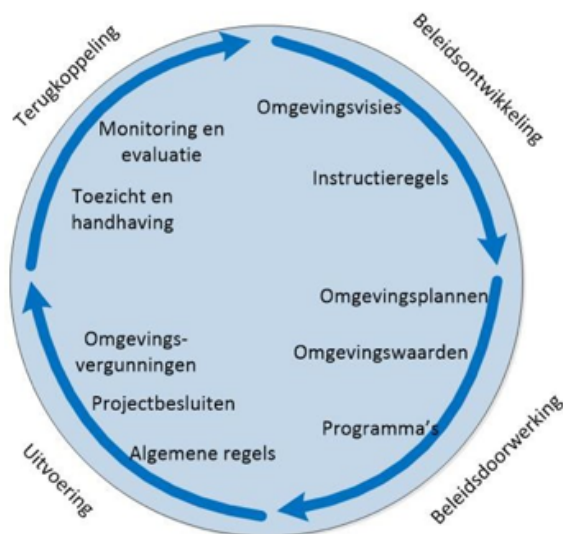 Terugkoppeling
Beleidsontwikkeling
Omgevingsvisies
Monitoring en
evaluatie
Instructieregels
Toezicht en
handhaving
Omgevingsplannen
Omgevings-
vergunningen
Omgevingswaarden
Projectbesluiten
Programma's
Algemene regels
Uitvoering
Beleidsdoorwerking